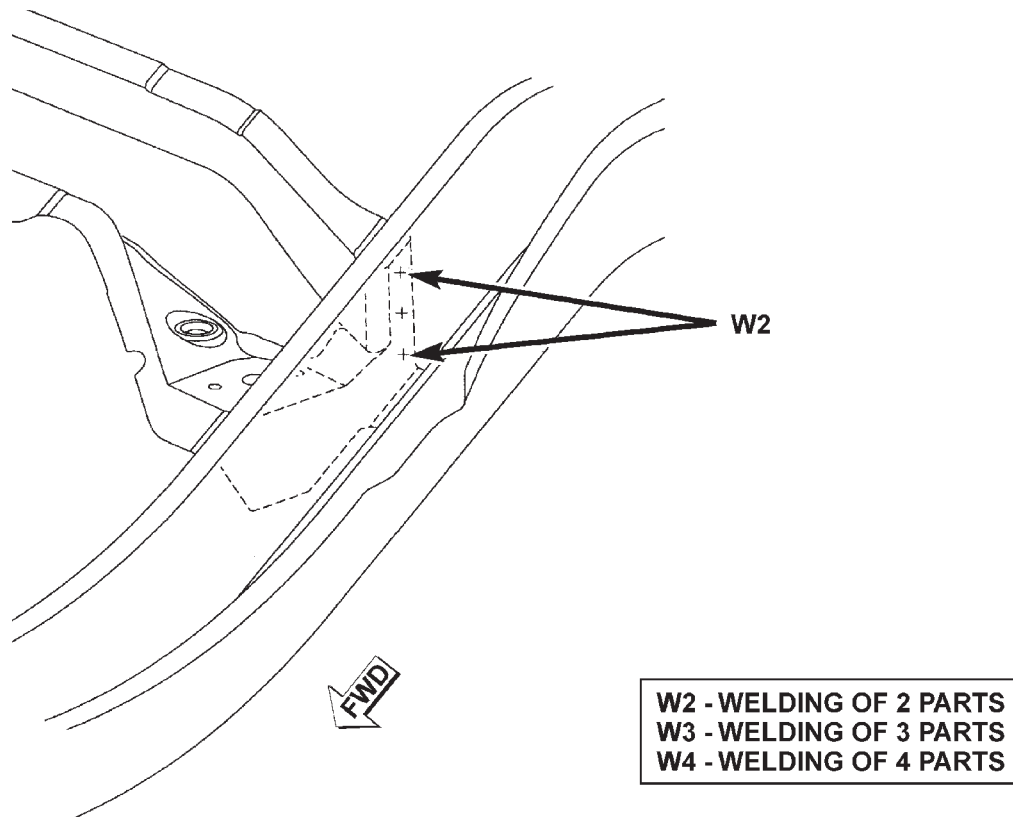 W2
FWD
W2 - WELDING OF 2 PARTS
W3 - WELDING OF 3 PARTS
W4 - WELDING OF 4 PARTS